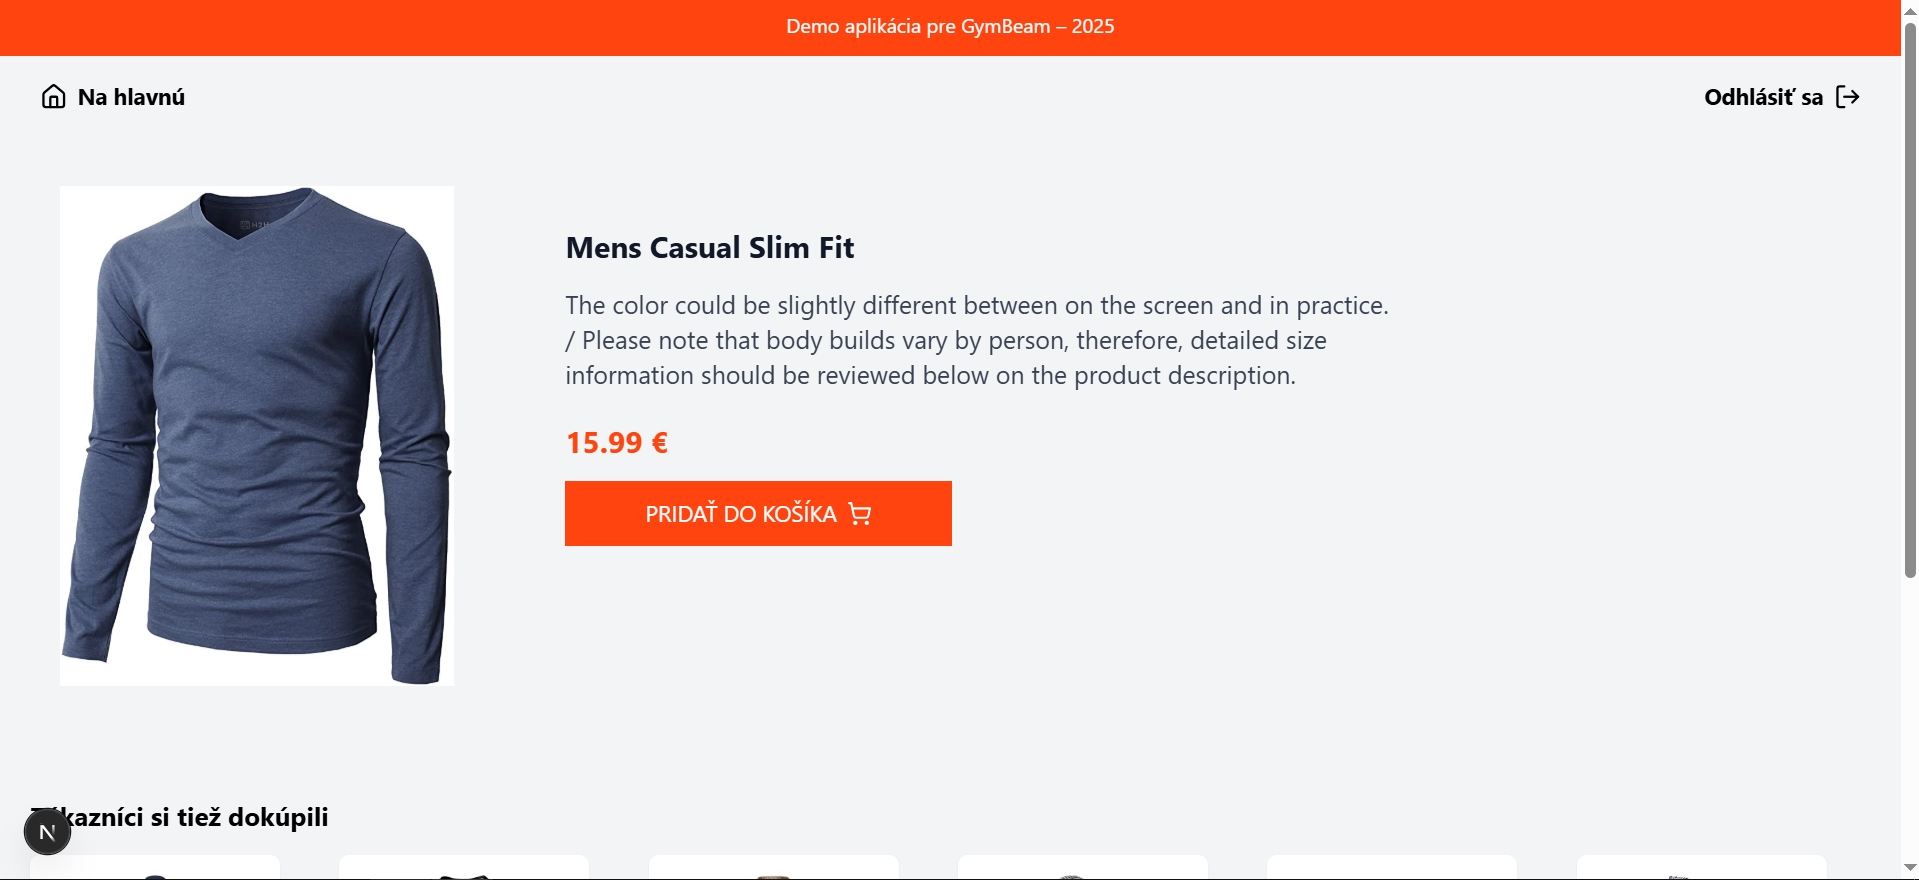 Demo aplikácia pre GymBeam – 2025
Na hlavnú
Odhlásiť sa
Mens Casual Slim Fit
The color could be slightly different between on the screen and in practice.
/ Please note that body builds vary by person, therefore, detailed size
information should be reviewed below on the product description.
15.99 €
PRIDAŤ DO KOŠÍKA
si tiež dokúpili
N